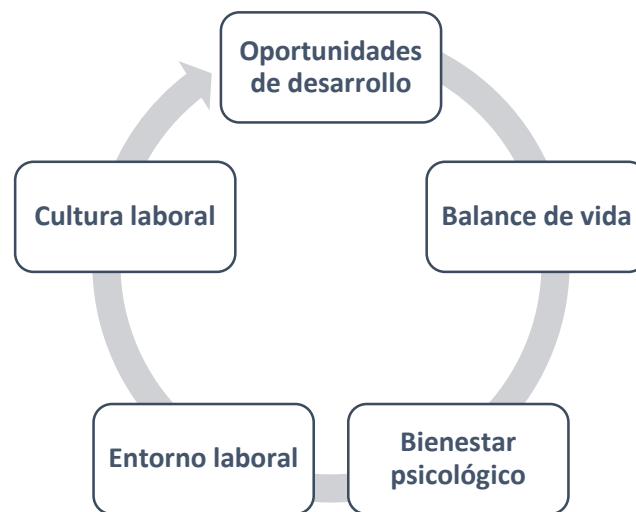 Oportunidades
de desarrollo
Balance de vida
Bienestar
psicológico
Entorno laboral
Cultura laboral